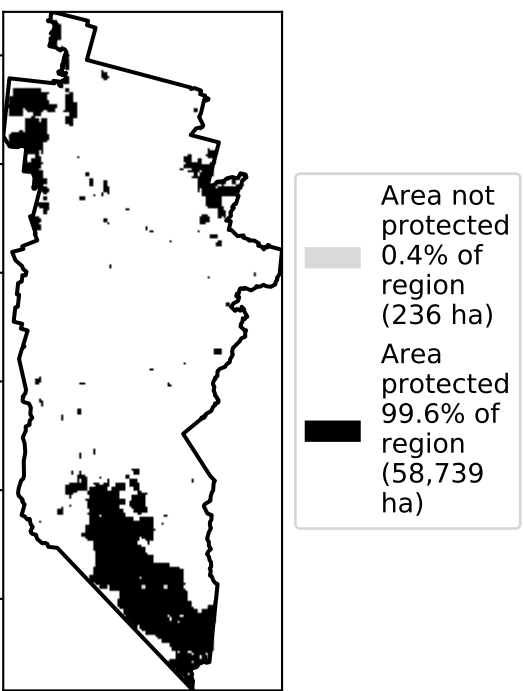 Area not
protected
0.4% of
region
(236 ha)
Area
protected
99.6% of
region
(58,739
ha)